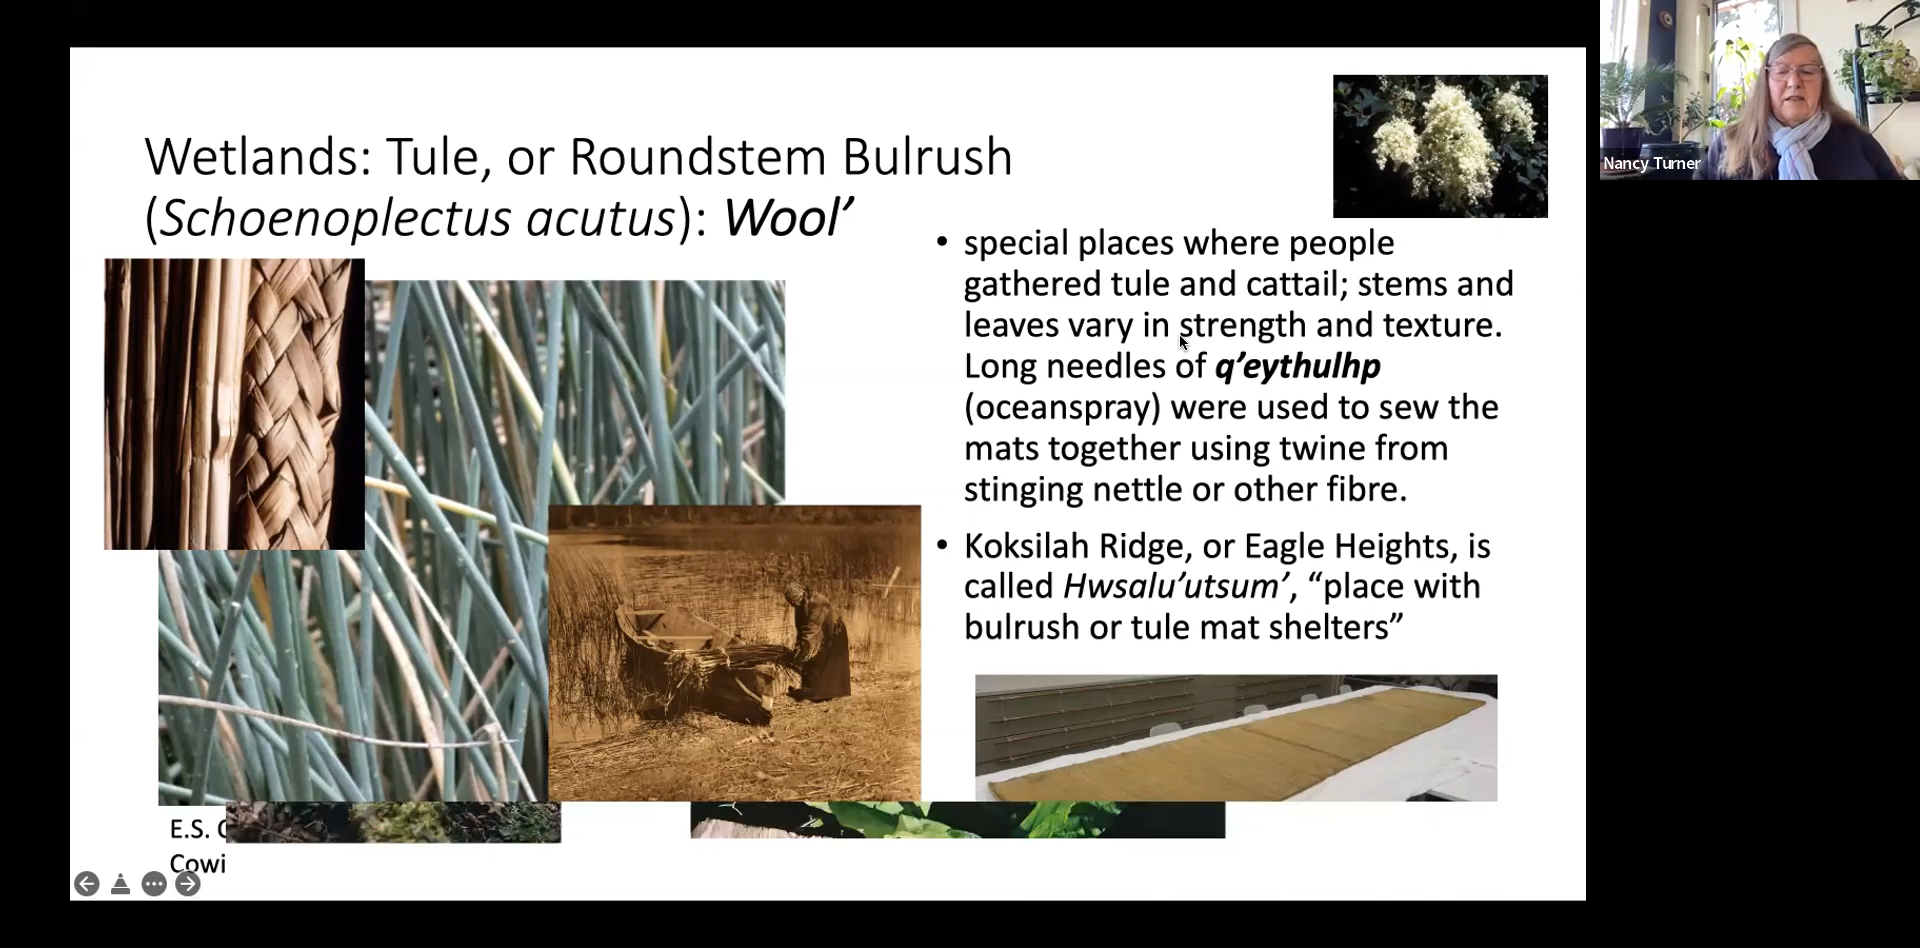 Wetlands: Tule, or Roundstem Bulrush
(Schoenoplectus acutus): Wool’
• special places where people
gathered tule and cattail; stems and
leaves vary in strength and texture.
Long needles of q’eythulhp
(oceanspray) were used to sew the
mats together using twine from
stinging nettle or other fibre.
• Koksilah Ridge, or Eagle Heights, is
called Hwsalu’utsum’, “place with
bulrush or tule mat shelters”
E.S.
Cowi
Nancy Turner